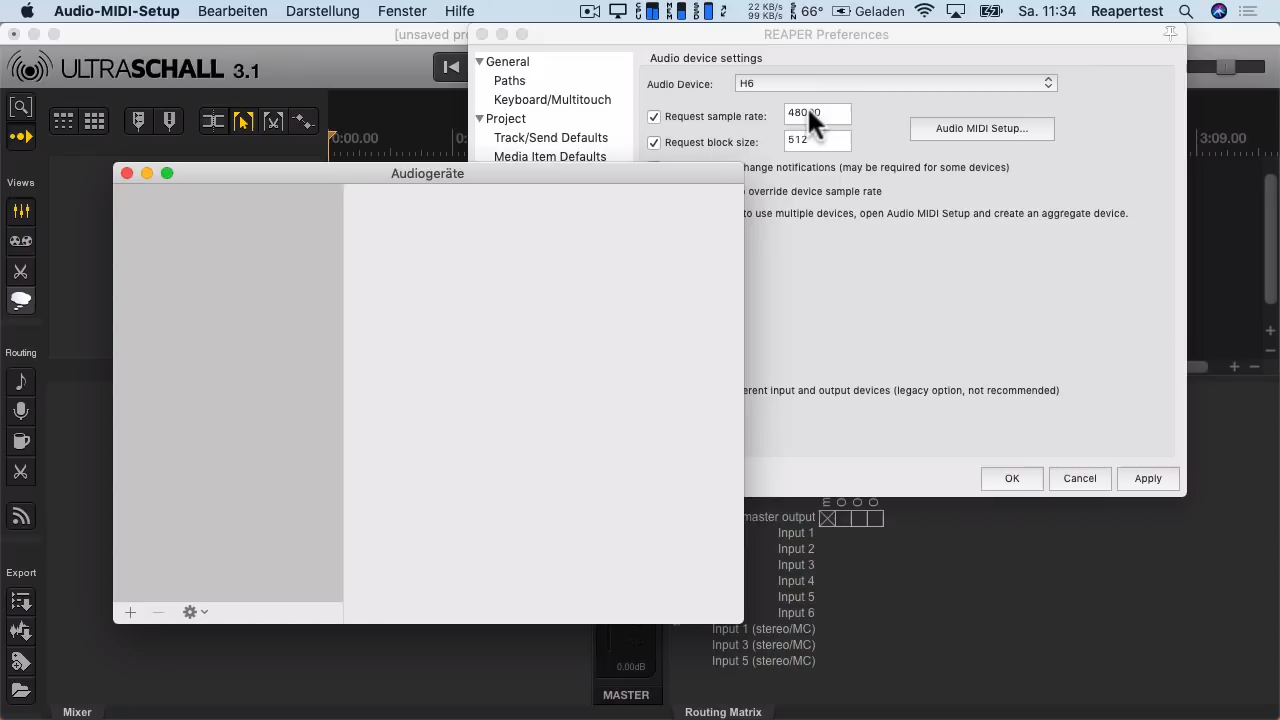 Audio-MIDI-Setup Bearbeiten Darstellung Fenster Hilfe 22 KB/s 99 KB/s 66° Geladen Sa. 11:34 Reapertest
[unsaved pro
REAPER Preferences
ULTRASCHALL 3.1
General
Paths
Keyboard/Multitouch
Project
Track/Send Defaults
Media Item Defaults
Audio device settings
Audio Device: H6
Request sample rate:
Request block size: 512
Audio MIDI Setup...
hange notifications (may be required for some devices)
override device sample rate
to use multiple devices, open Audio MIDI Setup and create an aggregate device.
erent input and output devices (legacy option, not recommended)
OK Cancel Apply
0:00.00
0:
3:09.00
Audiogeräte
Views
Routing
Export
master output
Input 1
Input 2
Input 3
Input 4
Input 5
Input 6
Input 1 (stereo/MC)
Input 3 (stereo/MC)
Input 5 (stereo/MC)
0.00dB
MASTER
Mixer
Routing Matrix